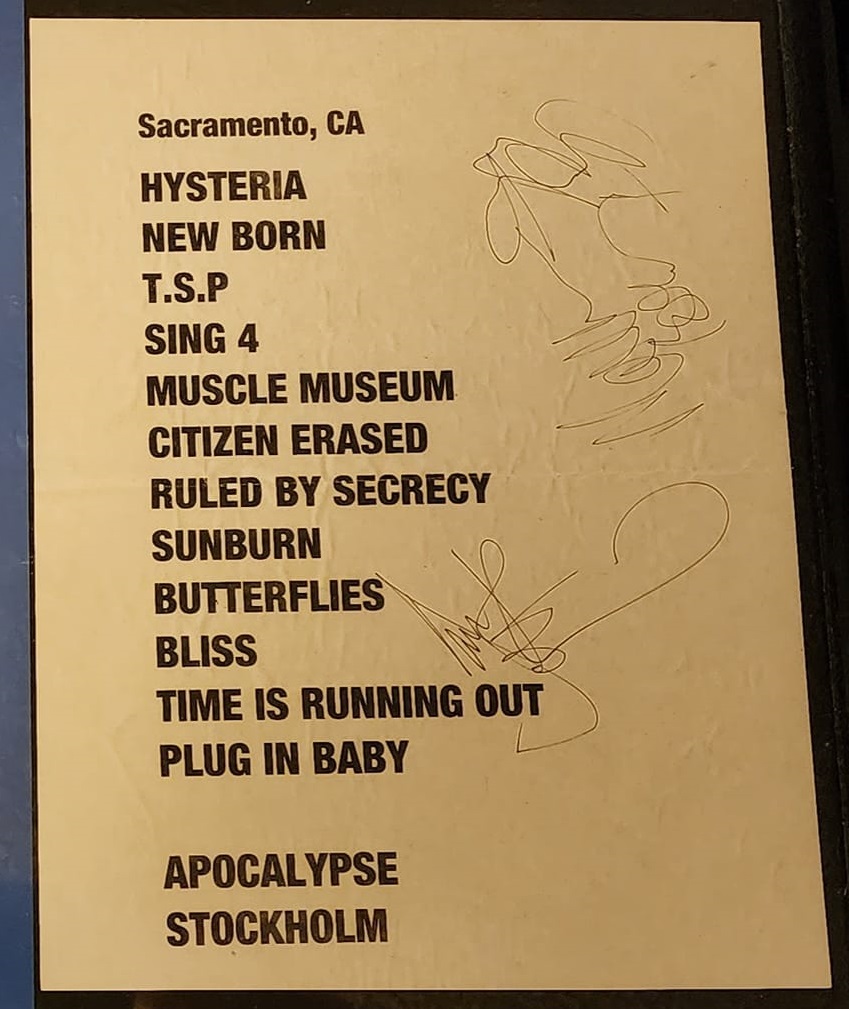 Sacramento, CA
HYSTERIA
NEW BORN
T.S.P
SING 4
MUSCLE MUSEUM
CITIZEN ERASED
RULED BY SECRECY
SUNBURN
BUTTERFLIES
BLISS
TIME IS RUNNING OUT
PLUG IN BABY
APOCALYPSE
STOCKHOLM